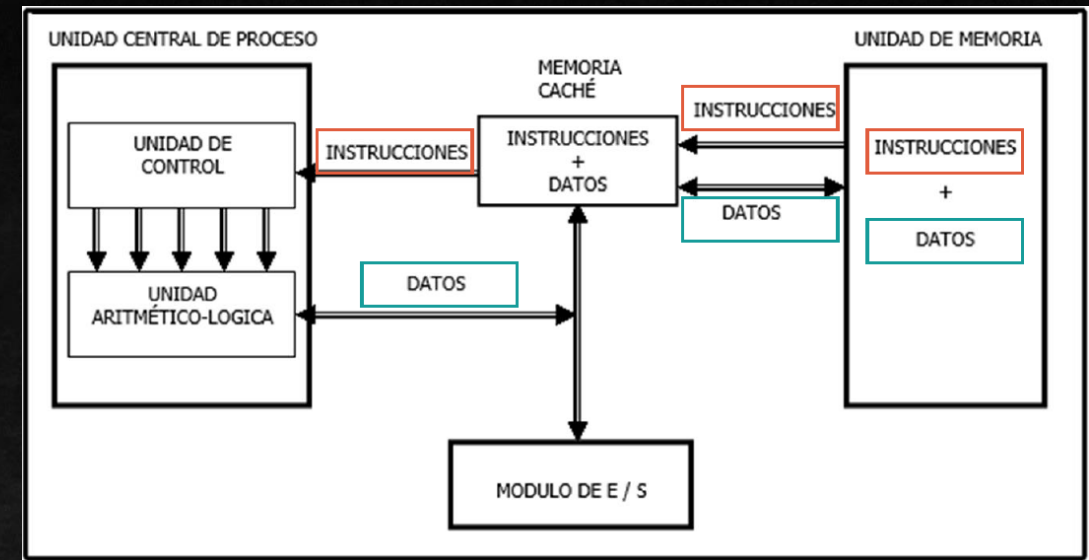 UNIDAD CENTRAL DE PROCESO
UNIDAD DE MEMORIA
MEMORIA
CACHÉ
INSTRUCCIONES
UNIDAD DE
CONTROL
INSTRUCCIONES
INSTRUCCIONES
+
DATOS
INSTRUCCIONES
+
DATOS
DATOS
DATOS
UNIDAD
ARITMÉTICO-LOGICA
MODULO DE E / S